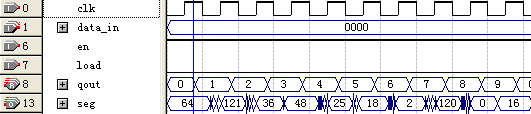 0 clk
1 data_in 0000
6 en
7 load
8 qout 0 1 2 3 4 5 6 7 8 9
13 seg 64 121 36 48 25 18 2 120 0 16